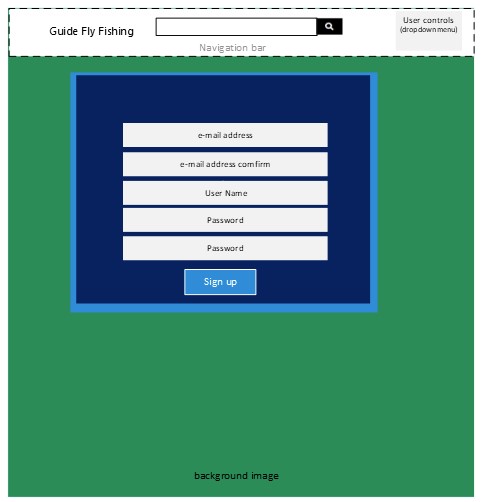 Guide Fly Fishing
User controls
(dropdown menu)
Navigation bar
e-mail address
e-mail address comfirm
User Name
Password
Password
Sign up
background image